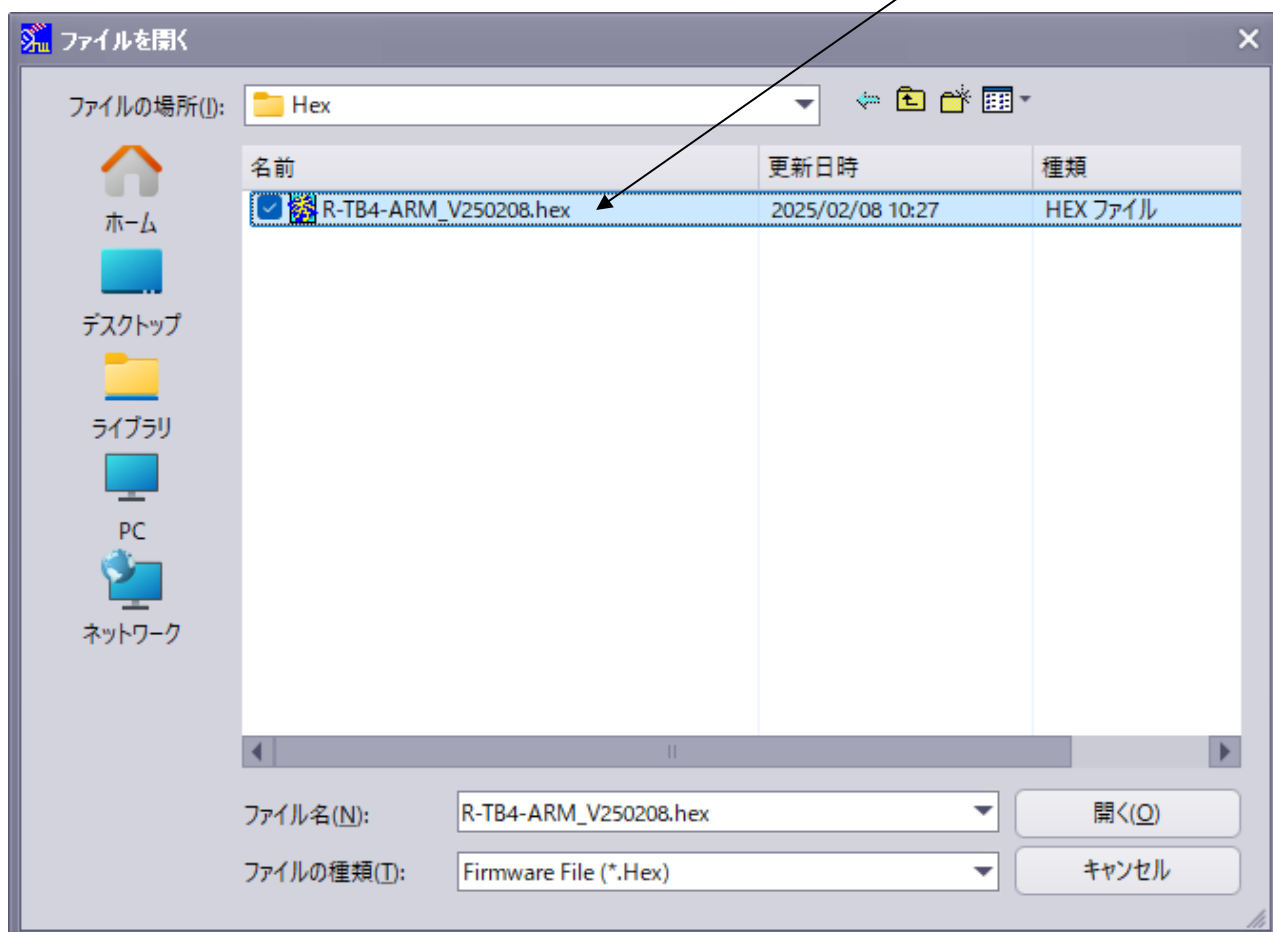 ファイルを開く
ファイルの場所(I): Hex
名前 更新日時 種類
R-TB4-ARM_V250208.hex 2025/02/08 10:27 HEX ファイル
ホーム
デスクトップ
ライブラリ
PC
ネットワーク
ファイル名(N): R-TB4-ARM_V250208.hex 開く(O)
ファイルの種類(T): Firmware File (*.Hex) キャンセル